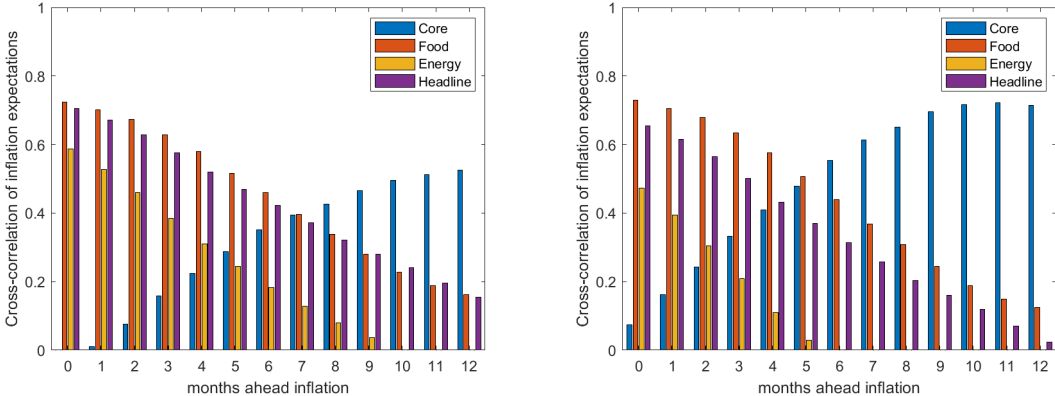 Cross-correlation of inflation expectations
1
0.8
0.6
0.4
0.2
0
Core
Food
Energy
Headline
0 1 2 3 4 5 6 7 8 9 10 11 12
months ahead inflation
Cross-correlation of inflation expectations
1
0.8
0.6
0.4
0.2
0
Core
Food
Energy
Headline
0 1 2 3 4 5 6 7 8 9 10 11 12
months ahead inflation